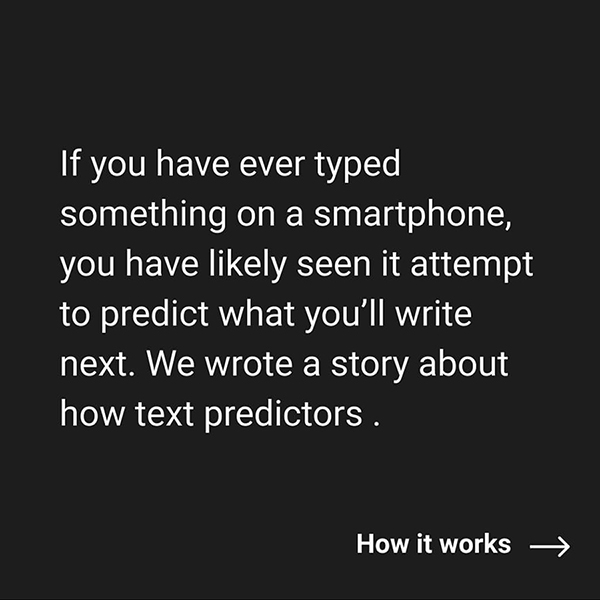 If you have ever typed
something on a smartphone,
you have likely seen it attempt
to predict what you’ll write
next. We wrote a story about
how text predictors .
How it works →